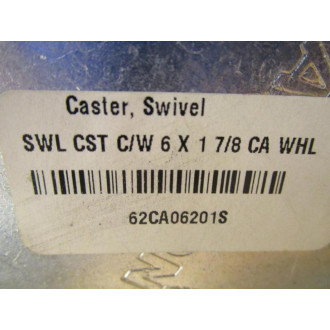 Caster, Swivel
SWL CST C/W 6 X 1 7/8 CA WHL
62CA06201S